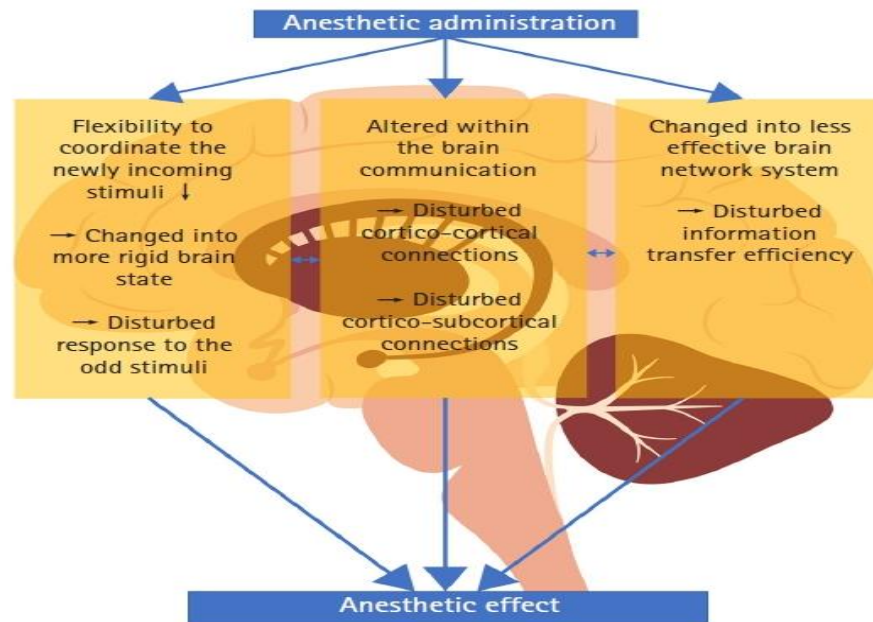 Anesthetic administration
Flexibility to
coordinate the
newly incoming
stimuli ↓
→ Changed into
more rigid brain
state
→ Disturbed
response to the
odd stimuli
Altered within
the brain
communication
→ Disturbed
cortico-cortical
connections
→ Disturbed
cortico-subcortical
connections
Changed into less
effective brain
network system
→ Disturbed
information
transfer efficiency
Anesthetic effect